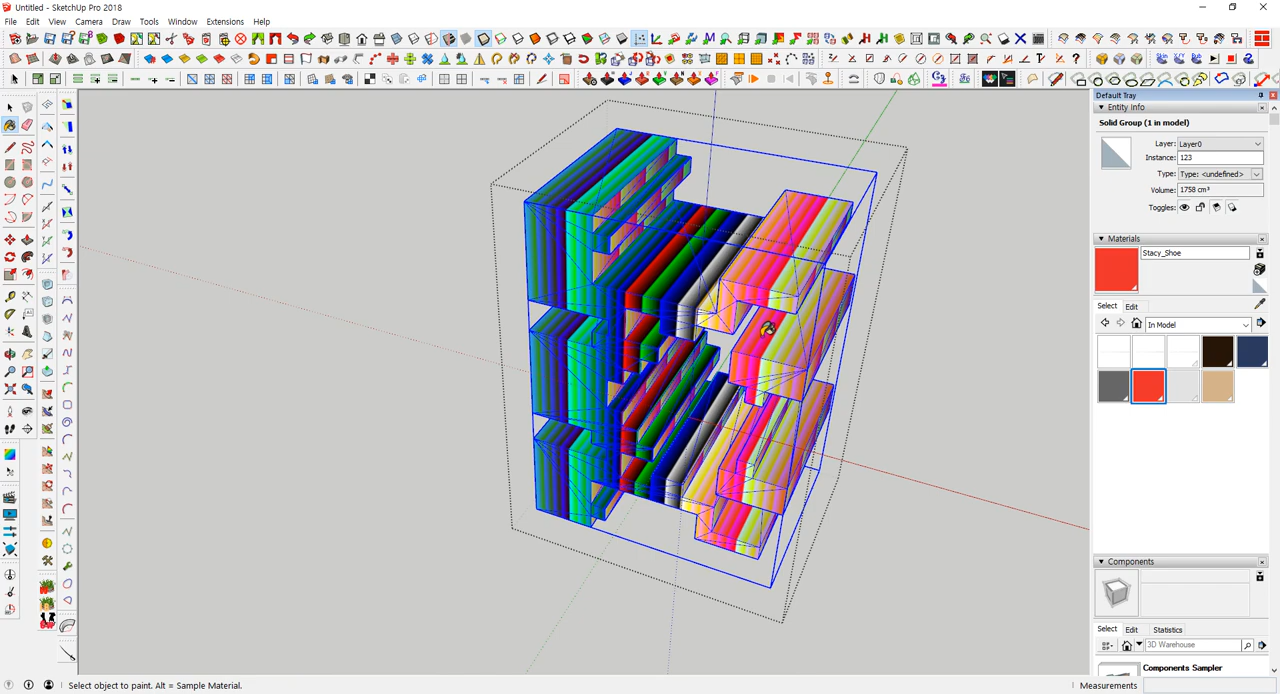 Untitled - SketchUp Pro 2018
File Edit View Camera Draw Tools Window Extensions Help
Default Tray
Entity Info
Solid Group (1 in model)
Layer: Layer0
Instance: 123
Type: Type: <undefined>
Volume: 1758 cm³
Toggles:
Materials
Stacy_Shoe
Select Edit
In Model
Components
Select Edit Statistics
3D Warehouse
Components Sampler
Select object to paint. Alt = Sample Material.
Measurements